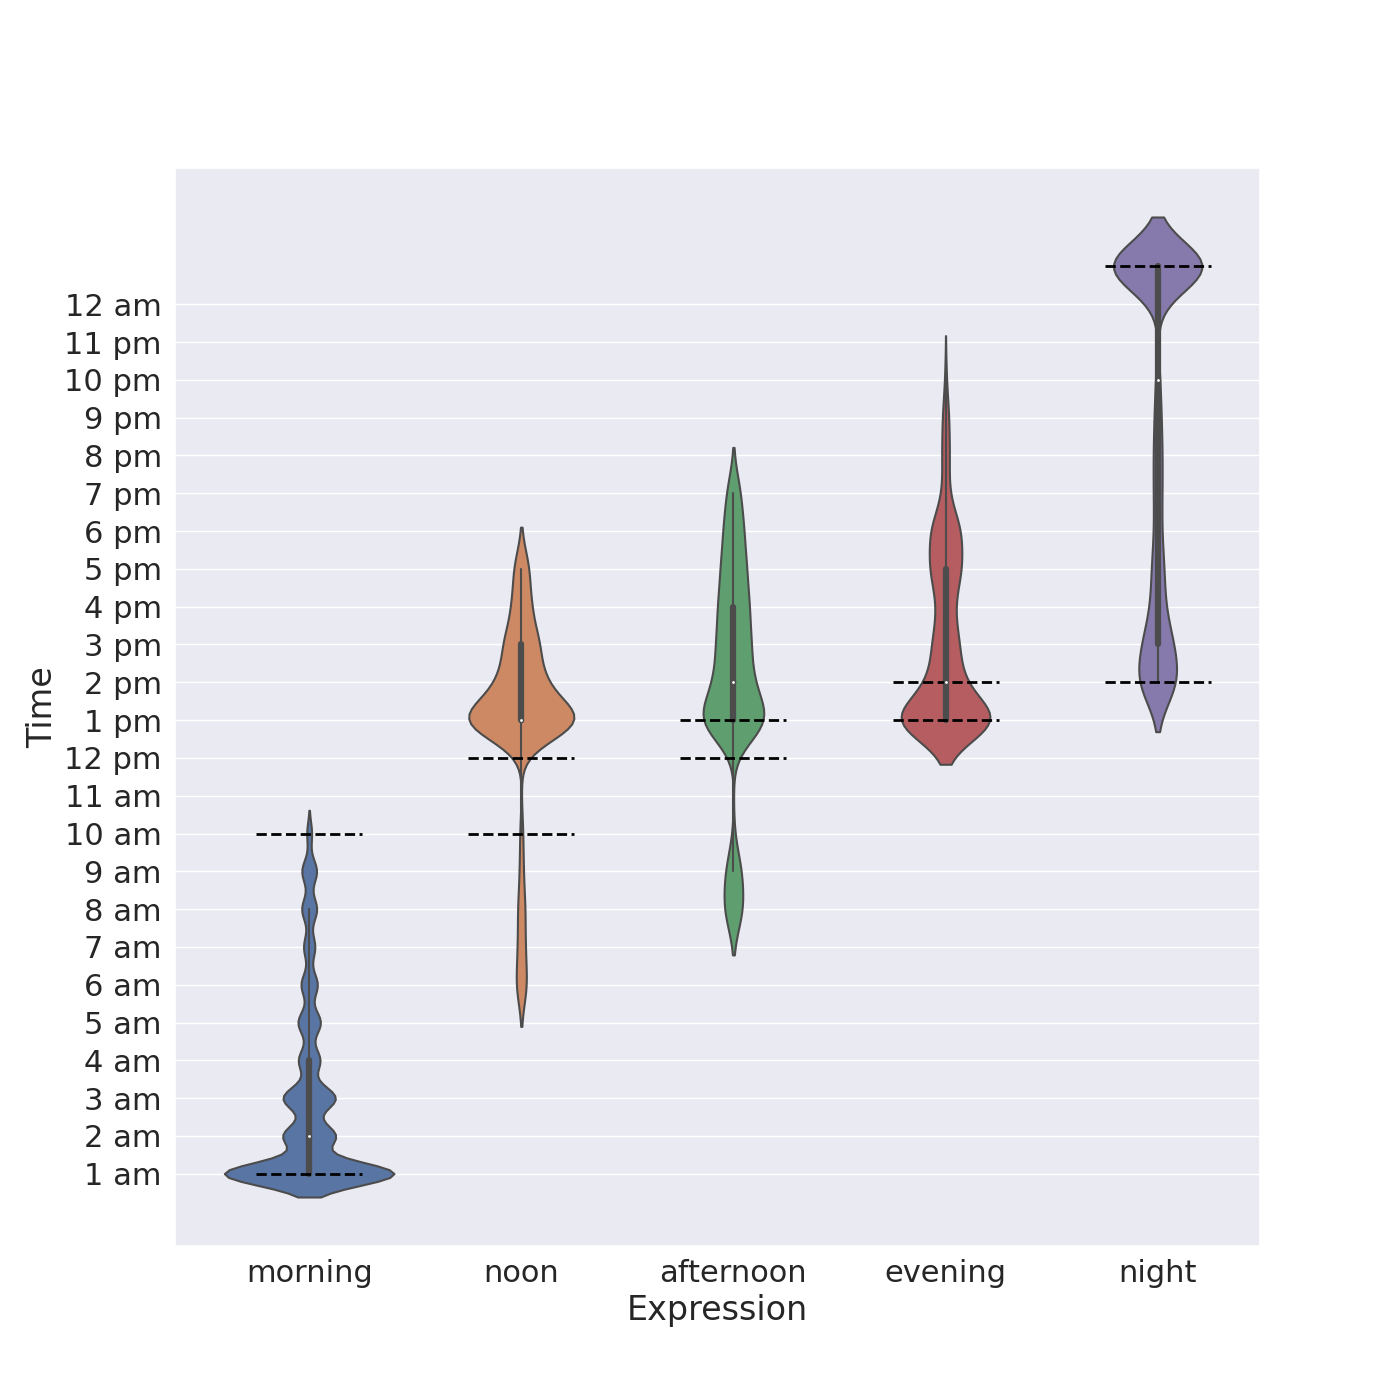 12 am
11 pm
10 pm
9 pm
8 pm
7 pm
6 pm
5 pm
4 pm
3 pm
2 pm
1 pm
12 pm
11 am
10 am
9 am
8 am
7 am
6 am
5 am
4 am
3 am
2 am
1 am
Time
morning noon afternoon evening night
Expression